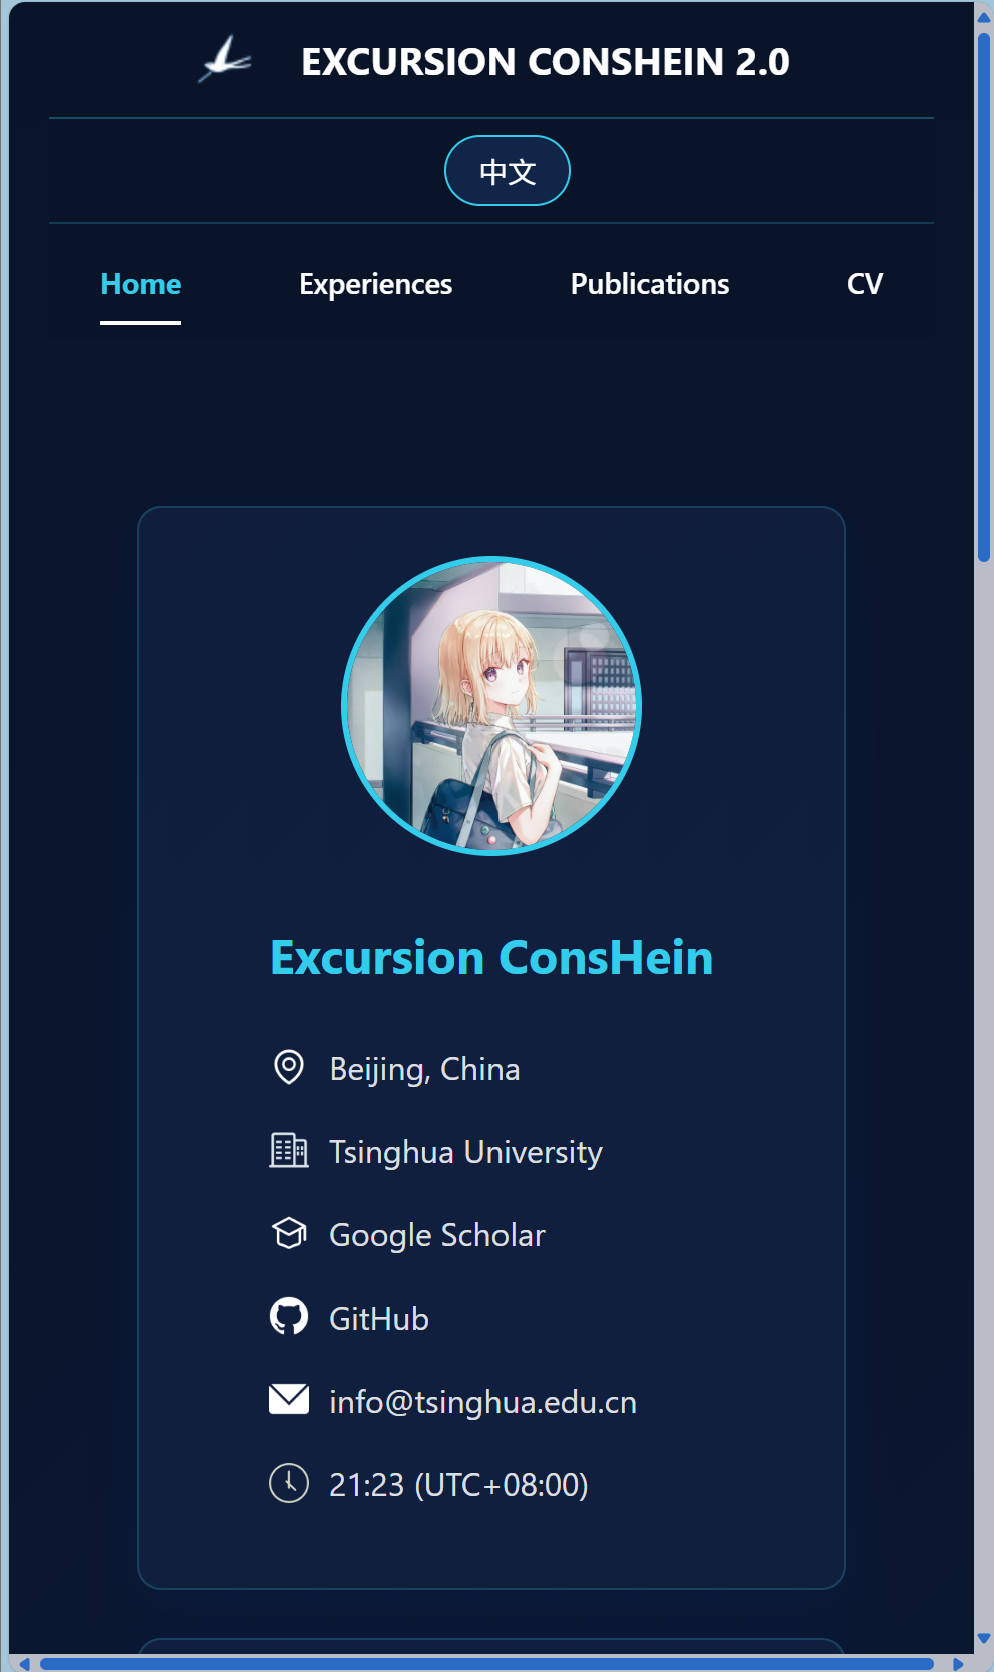 EXCURSION CONSHEIN 2.0
中文
Home Experiences Publications CV
Excursion ConsHein
Beijing, China
Tsinghua University
Google Scholar
GitHub
info@tsinghua.edu.cn
21:23 (UTC+08:00)